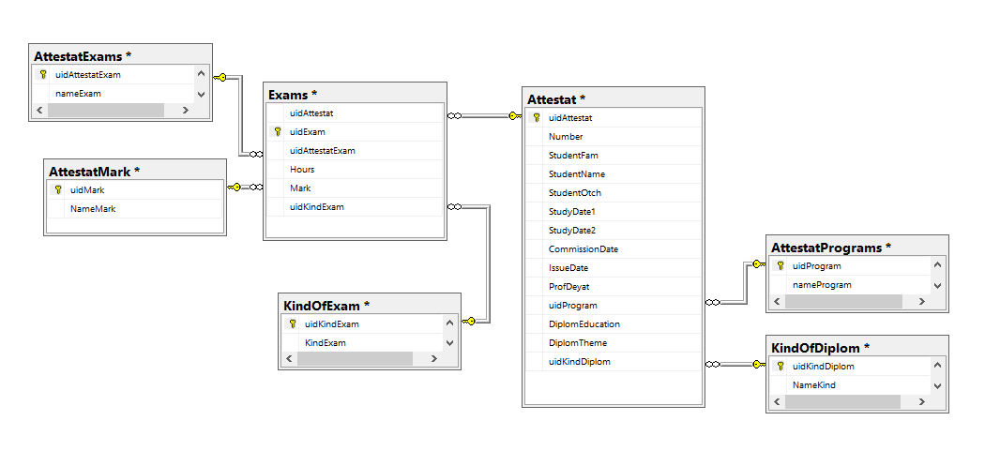 AttestatExams *
uidAttestatExam
nameExam
AttestatMark *
uidMark
NameMark
Exams *
uidAttestat
uidExam
uidAttestatExam
Hours
Mark
uidKindExam
KindOfExam *
uidKindExam
KindExam
Attestat *
uidAttestat
Number
StudentFam
StudentName
StudentOtch
StudyDate1
StudyDate2
CommissionDate
IssueDate
ProfDeyat
uidProgram
DiplomEducation
DiplomTheme
uidKindDiplom
AttestatPrograms *
uidProgram
nameProgram
KindOfDiplom *
uidKindDiplom
NameKind